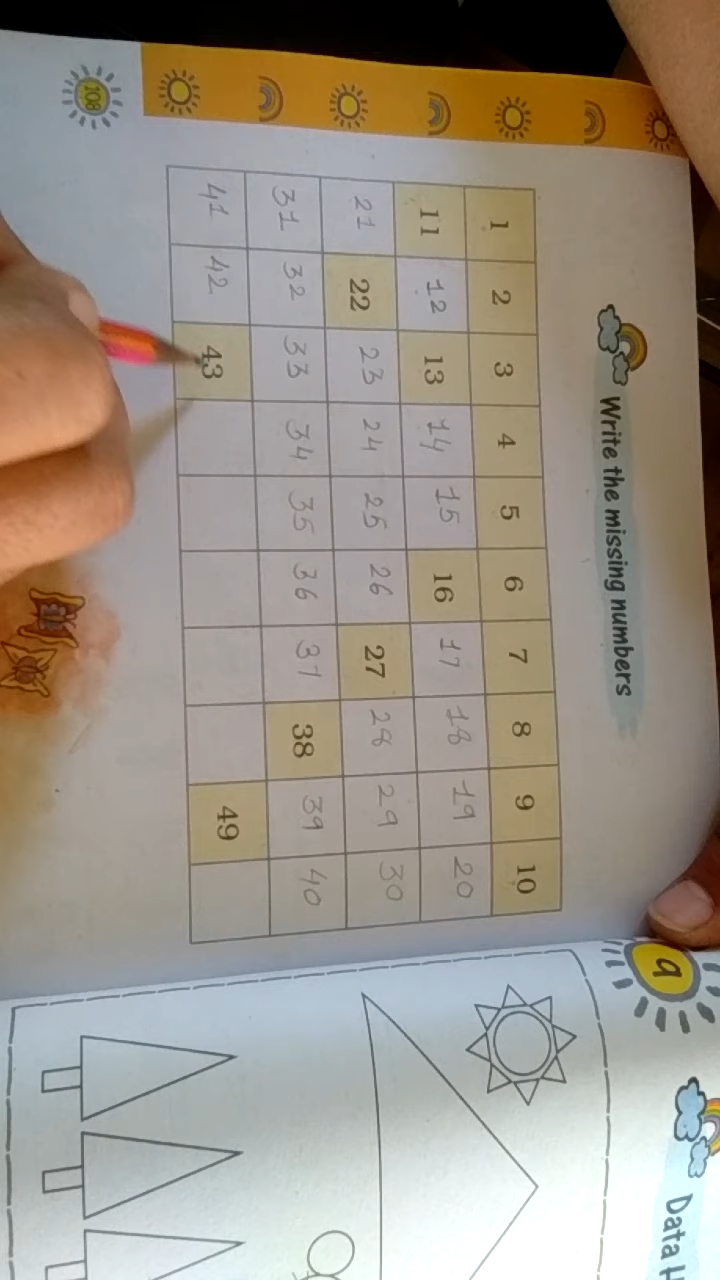 Write the missing numbers
1 2 3 4 5 6 7 8 9 10
11 12 13 14 15 16 17 18 19 20
21 22 23 24 25 26 27 28 29 30
31 32 33 34 35 36 37 38 39 40
41 42 43 49
108
9
Data H